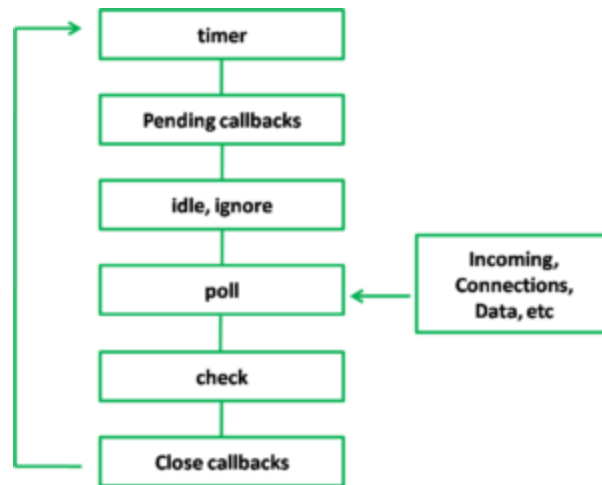 timer
Pending callbacks
idle, ignore
poll
Incoming,
Connections,
Data, etc
check
Close callbacks